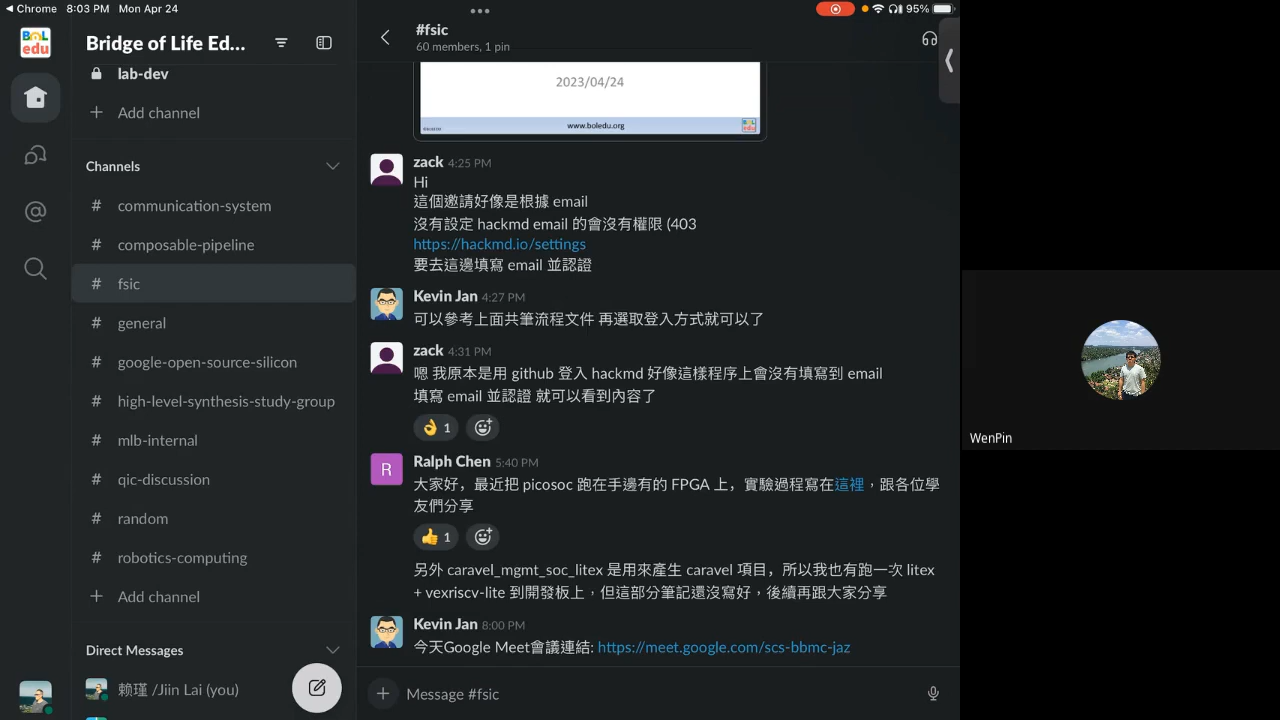 Chrome 8:03 PM Mon Apr 24
95%
BOL
edu
Bridge of Life Ed...
lab-dev
Add channel
Channels
# communication-system
# composable-pipeline
# fsic
# general
# google-open-source-silicon
# high-level-synthesis-study-group
# mlb-internal
# qic-discussion
# random
# robotics-computing
Add channel
Direct Messages
賴瑾 /Jiin Lai (you)
#fsic
60 members, 1 pin
2023/04/24
www.boledu.org
zack 4:25 PM
Hi
這個邀請好像是根據 email
沒有設定 hackmd email 的會沒有權限 (403
https://hackmd.io/settings
要去這邊填寫 email 並認證
Kevin Jan 4:27 PM
可以參考上面共筆流程文件 再選取登入方式就可以了
zack 4:31 PM
嗯 我原本是用 github 登入 hackmd 好像這樣程序上會沒有填寫到 email
填寫 email 並認證 就可以看到內容了
1
R
Ralph Chen 5:40 PM
大家好，最近把 picosoc 跑在手邊有的 FPGA 上，實驗過程寫在這裡，跟各位學
友們分享
1
另外 caravel_mgmt_soc_litex 是用來產生 caravel 項目，所以我也有跑一次 litex
+ vexriscv-lite 到開發板上，但這部分筆記還沒寫好，後續再跟大家分享
Kevin Jan 8:00 PM
今天Google Meet會議連結: https://meet.google.com/scs-bbmc-jaz
Message #fsic
WenPin